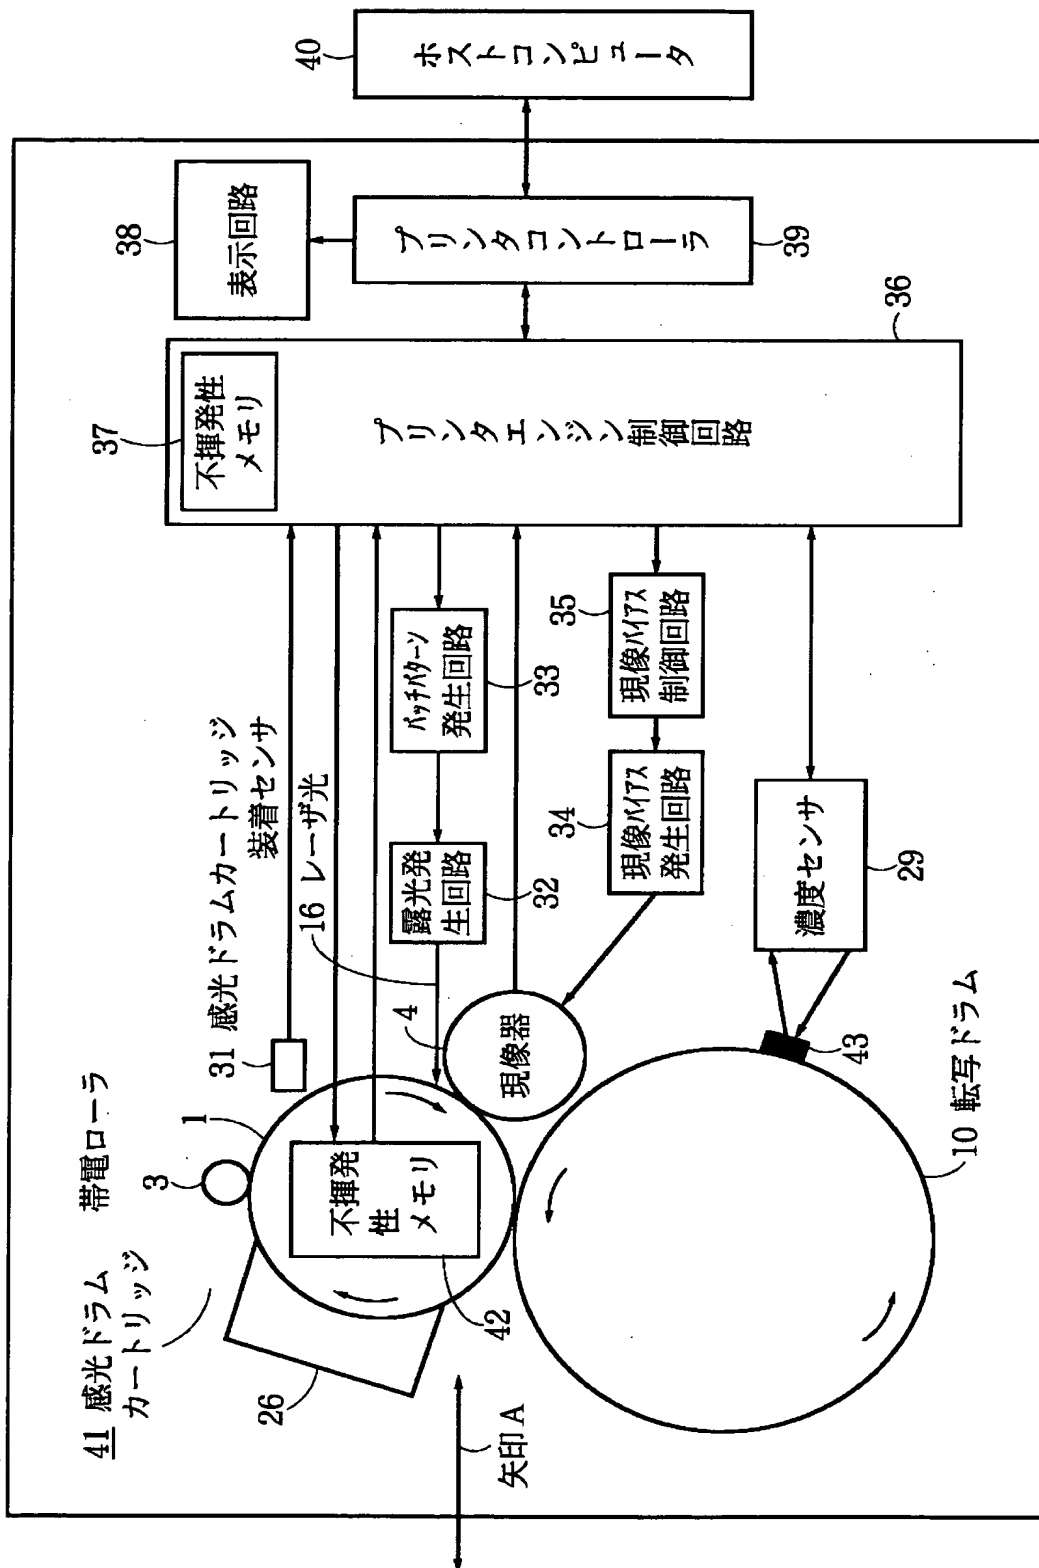 41 感光ドラム
カートリッジ
帯電ローラ
3
1
31 感光ドラムカートリッジ
装着センサ
16 レーザ光
26
不揮発
性
メモリ
42
4
現像器
露光発
生回路
32
パッチパターン
発生回路
33
37
不揮発性
メモリ
プリンタエンジン制御回路
36
38
表示回路
プリンタコントローラ
39
40
ホストコンピュータ
現像バイアス
発生回路
34
現像バイアス
制御回路
35
濃度センサ
29
43
10 転写ドラム
矢印A